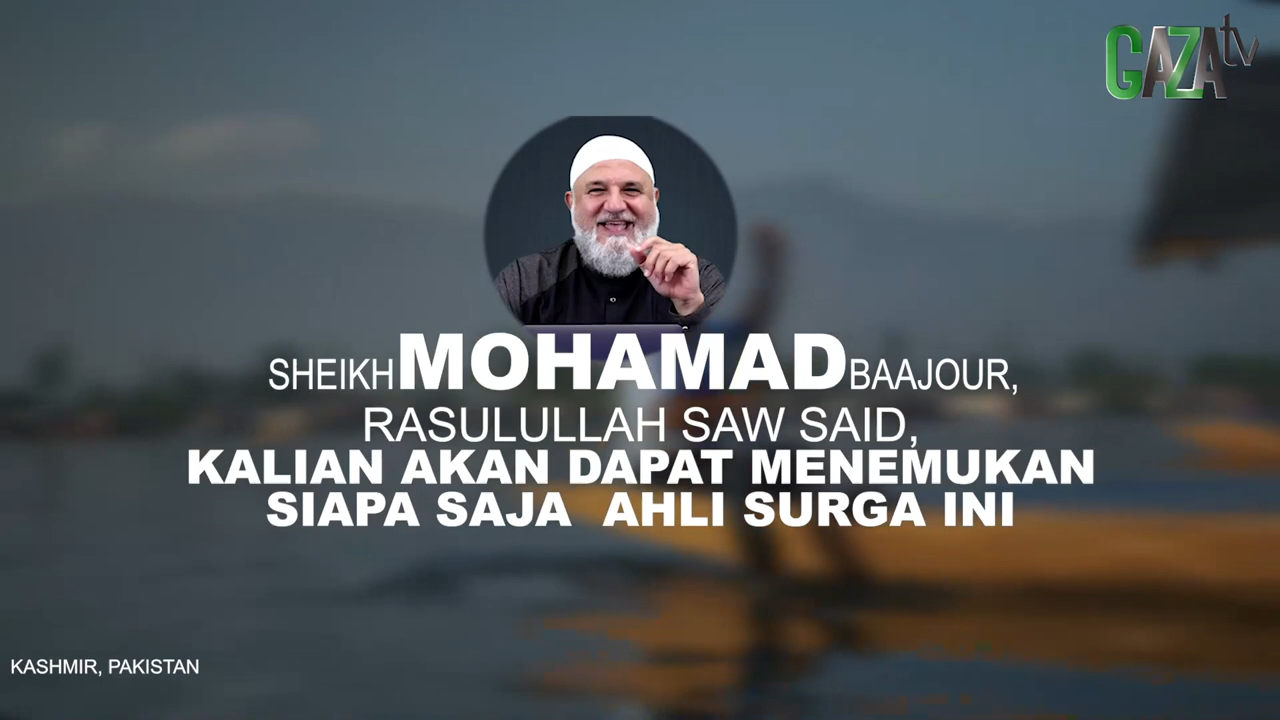 GAZA tv
SHEIKH MOHAMAD BAAJOUR,
RASULULLAH SAW SAID,
KALIAN AKAN DAPAT MENEMUKAN
SIAPA SAJA AHLI SURGA INI
KASHMIR, PAKISTAN